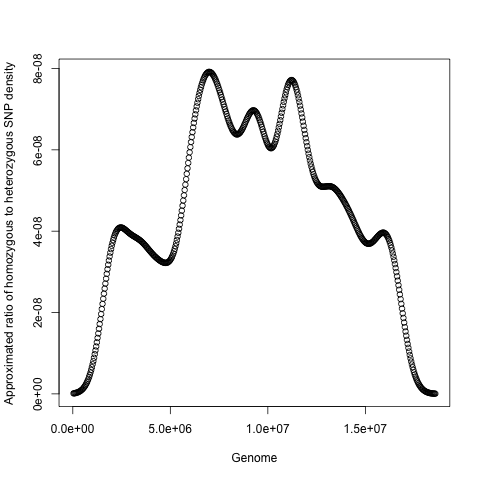 Approximated ratio of homozygous to heterozygous SNP density
8e-08
6e-08
4e-08
2e-08
0e+00
0.0e+00 5.0e+06 1.0e+07 1.5e+07
Genome